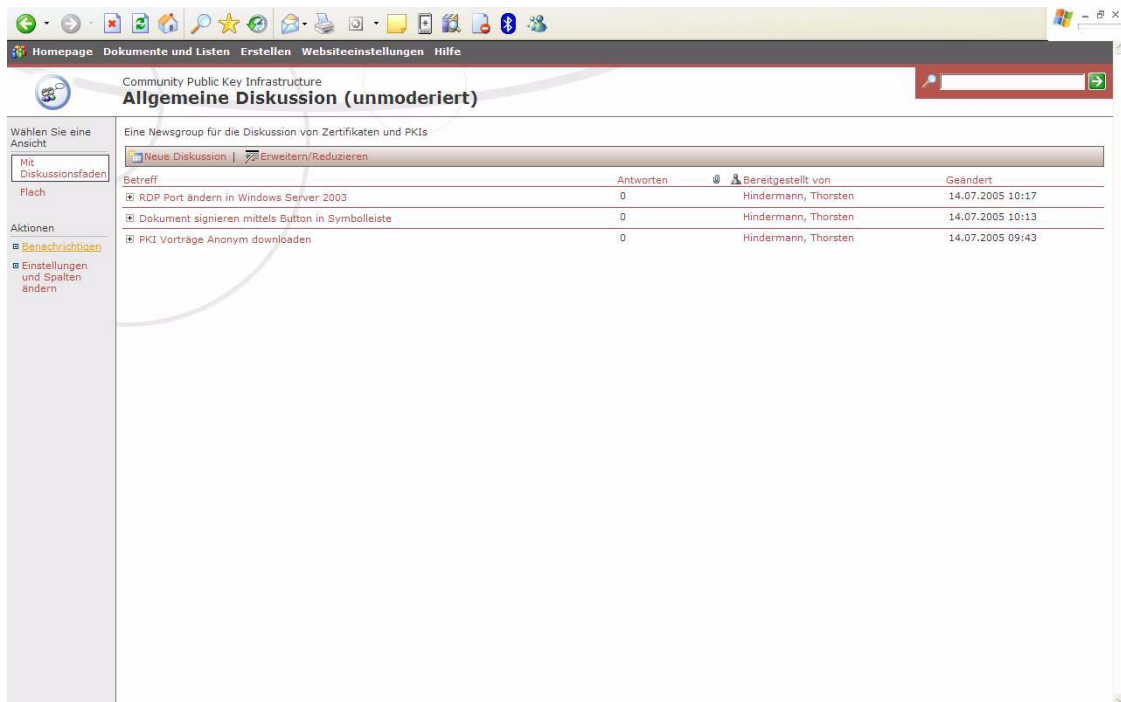 Homepage Dokumente und Listen Erstellen Websiteeinstellungen Hilfe
Community Public Key Infrastructure
Allgemeine Diskussion (unmoderiert)
Wählen Sie eine
Ansicht
Mit
Diskussionsfaden
Flach
Aktionen
Benachrichtigen
Einstellungen
und Spalten
ändern
Eine Newsgroup für die Diskussion von Zertifikaten und PKIs
Neue Diskussion | Erweitern/Reduzieren
Betreff Antworten Bereitgestellt von Geändert
RDP Port ändern in Windows Server 2003 0 Hindermann, Thorsten 14.07.2005 10:17
Dokument signieren mittels Button in Symbolleiste 0 Hindermann, Thorsten 14.07.2005 10:13
PKI Vorträge Anonym downloaden 0 Hindermann, Thorsten 14.07.2005 09:43